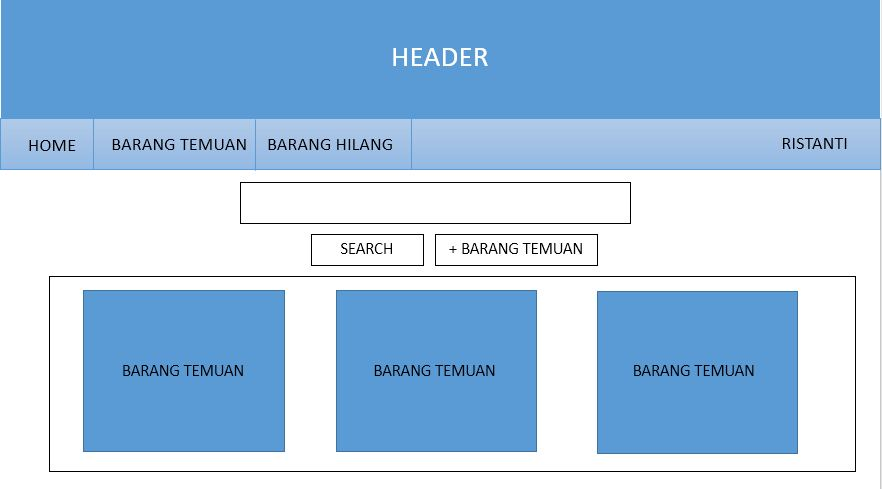 HEADER
HOME
BARANG TEMUAN
BARANG HILANG
RISTANTI
SEARCH
+ BARANG TEMUAN
BARANG TEMUAN
BARANG TEMUAN
BARANG TEMUAN